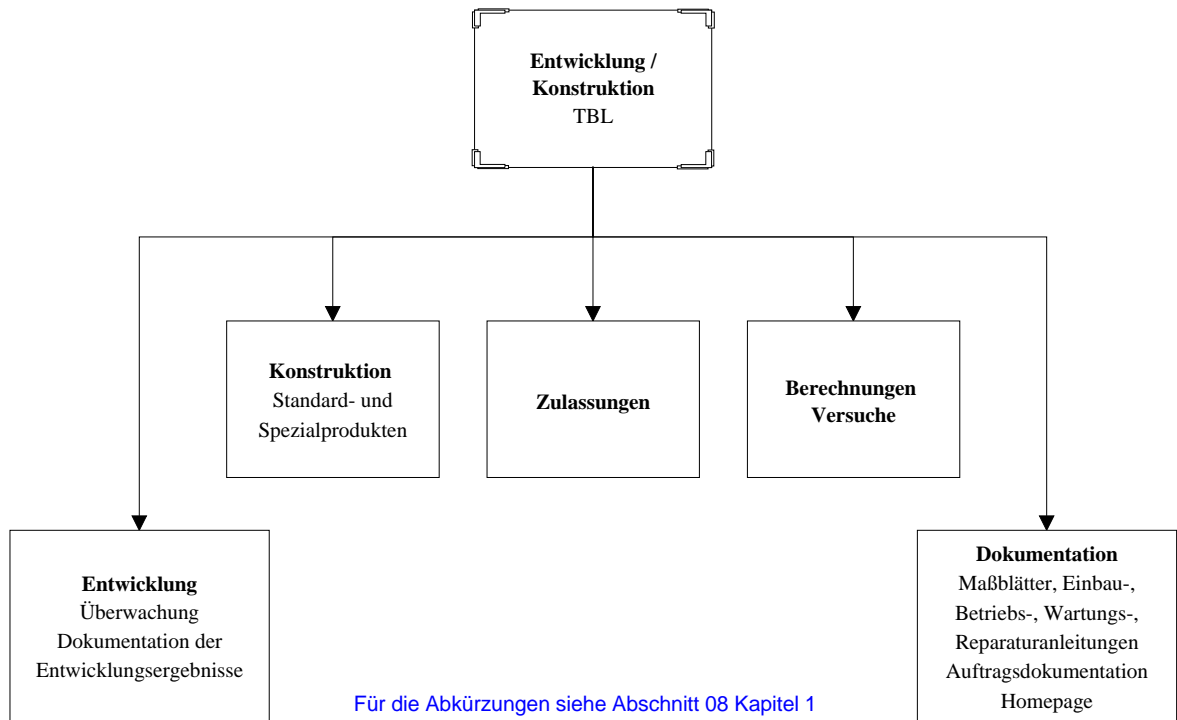 Entwicklung /
Konstruktion
TBL
Konstruktion
Standard- und
Spezialprodukten
Zulassungen
Berechnungen
Versuche
Entwicklung
Überwachung
Dokumentation der
Entwicklungsergebnisse
Dokumentation
Maßblätter, Einbau-,
Betriebs-, Wartungs-,
Reparaturanleitungen
Auftragsdokumentation
Homepage
Für die Abkürzungen siehe Abschnitt 08 Kapitel 1